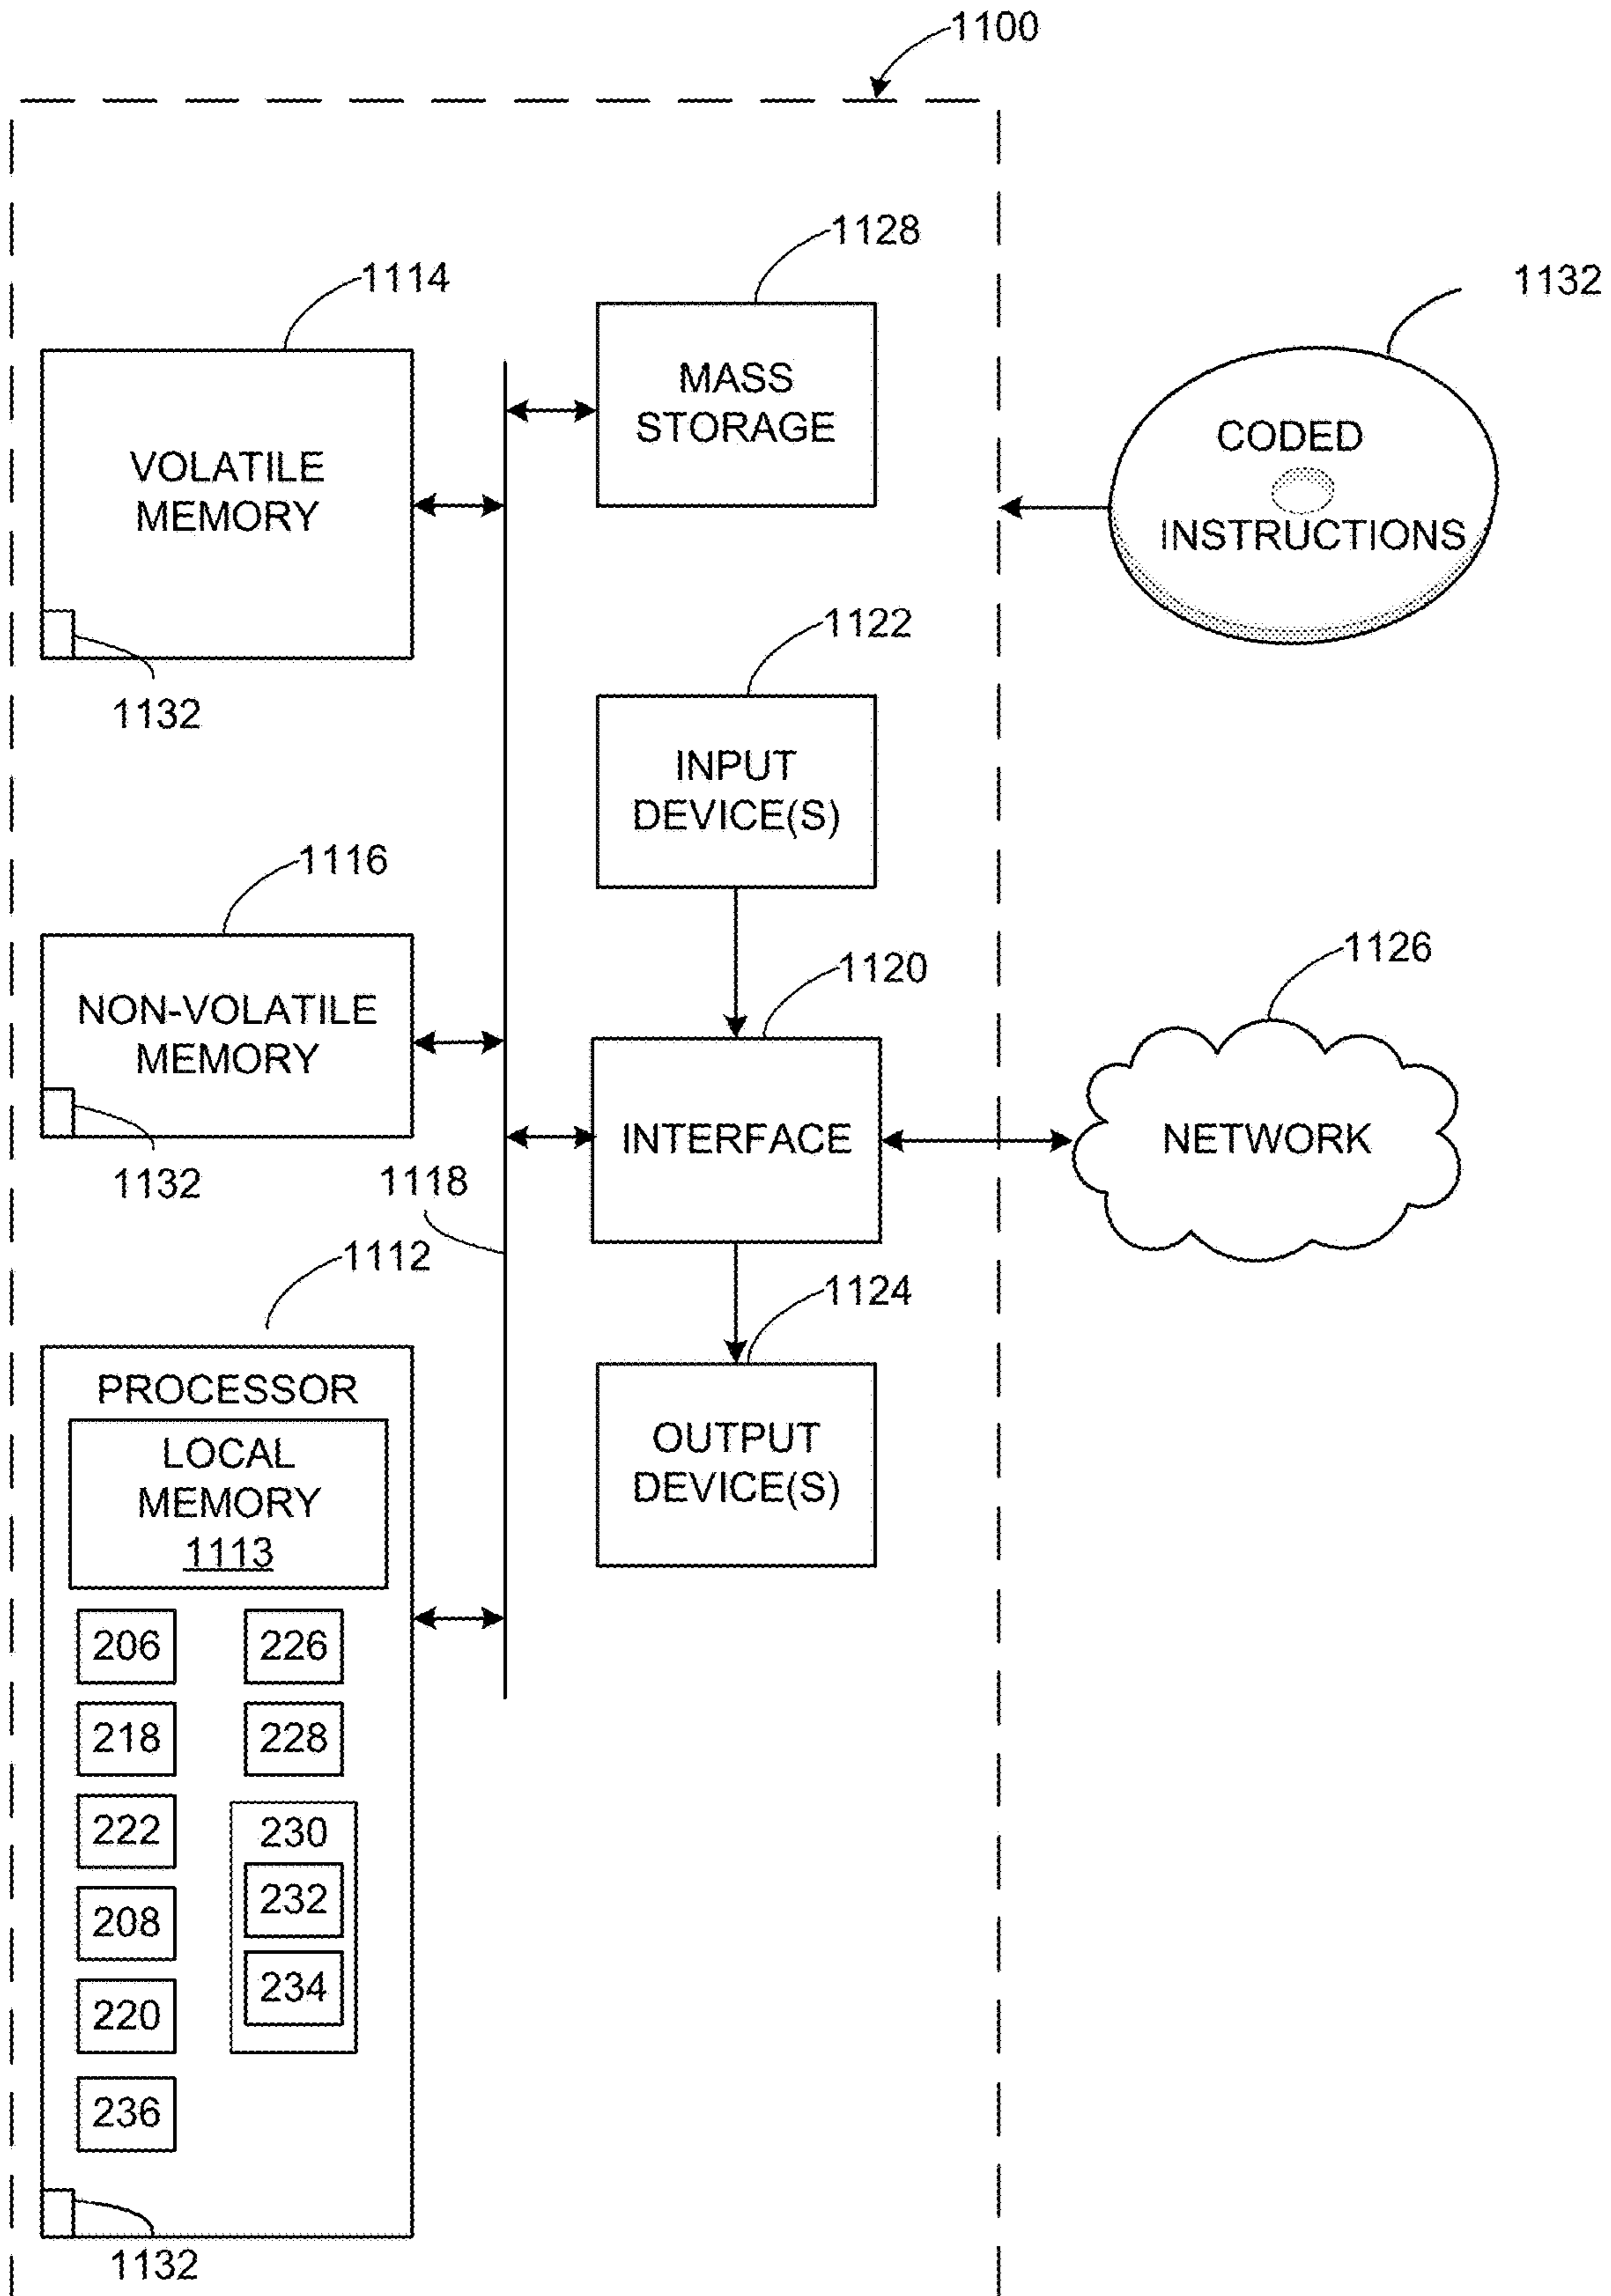 1100
1128
1114
1132
MASS
STORAGE
VOLATILE
MEMORY
CODED
INSTRUCTIONS
1132
1122
INPUT
DEVICE(S)
1116
1120
1126
NON-VOLATILE
MEMORY
INTERFACE
NETWORK
1132
1118
1112
1124
PROCESSOR
LOCAL
MEMORY
1113
OUTPUT
DEVICE(S)
206
226
218
228
222
230
232
208
234
220
236
1132